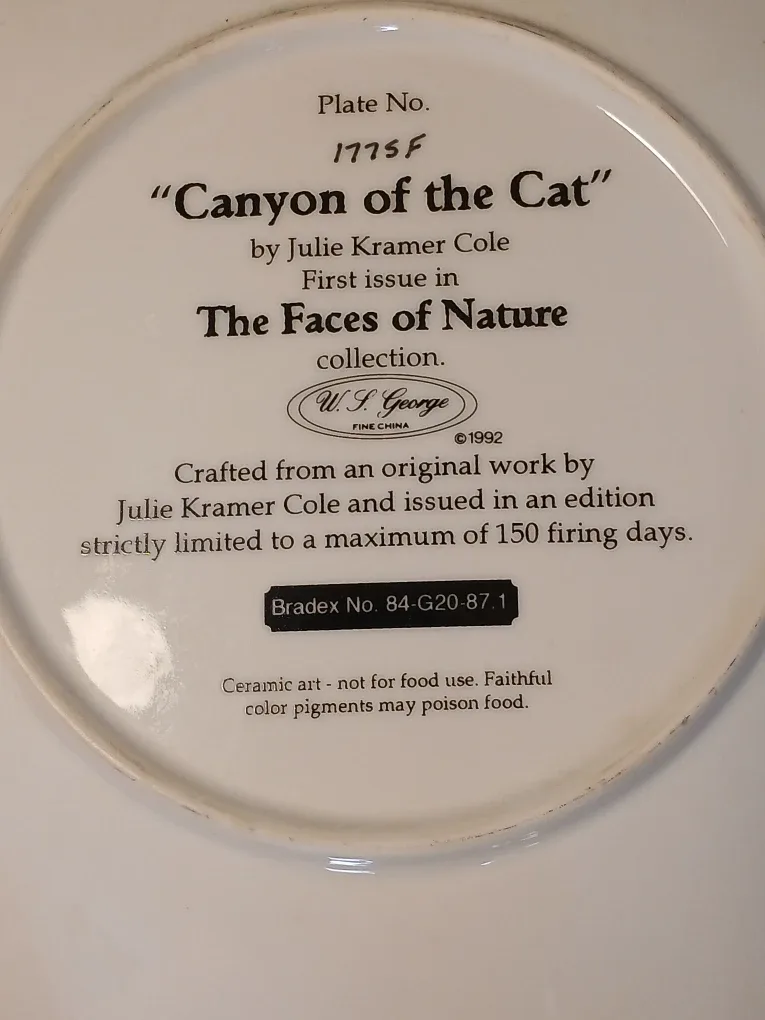 Plate No.
1775F
“Canyon of the Cat”
by Julie Kramer Cole
First issue in
The Faces of Nature
collection.
W. S. George
FINE CHINA
©1992
Crafted from an original work by
Julie Kramer Cole and issued in an edition
strictly limited to a maximum of 150 firing days.
Bradex No. 84-G20-87.1
Ceramic art - not for food use. Faithful
color pigments may poison food.